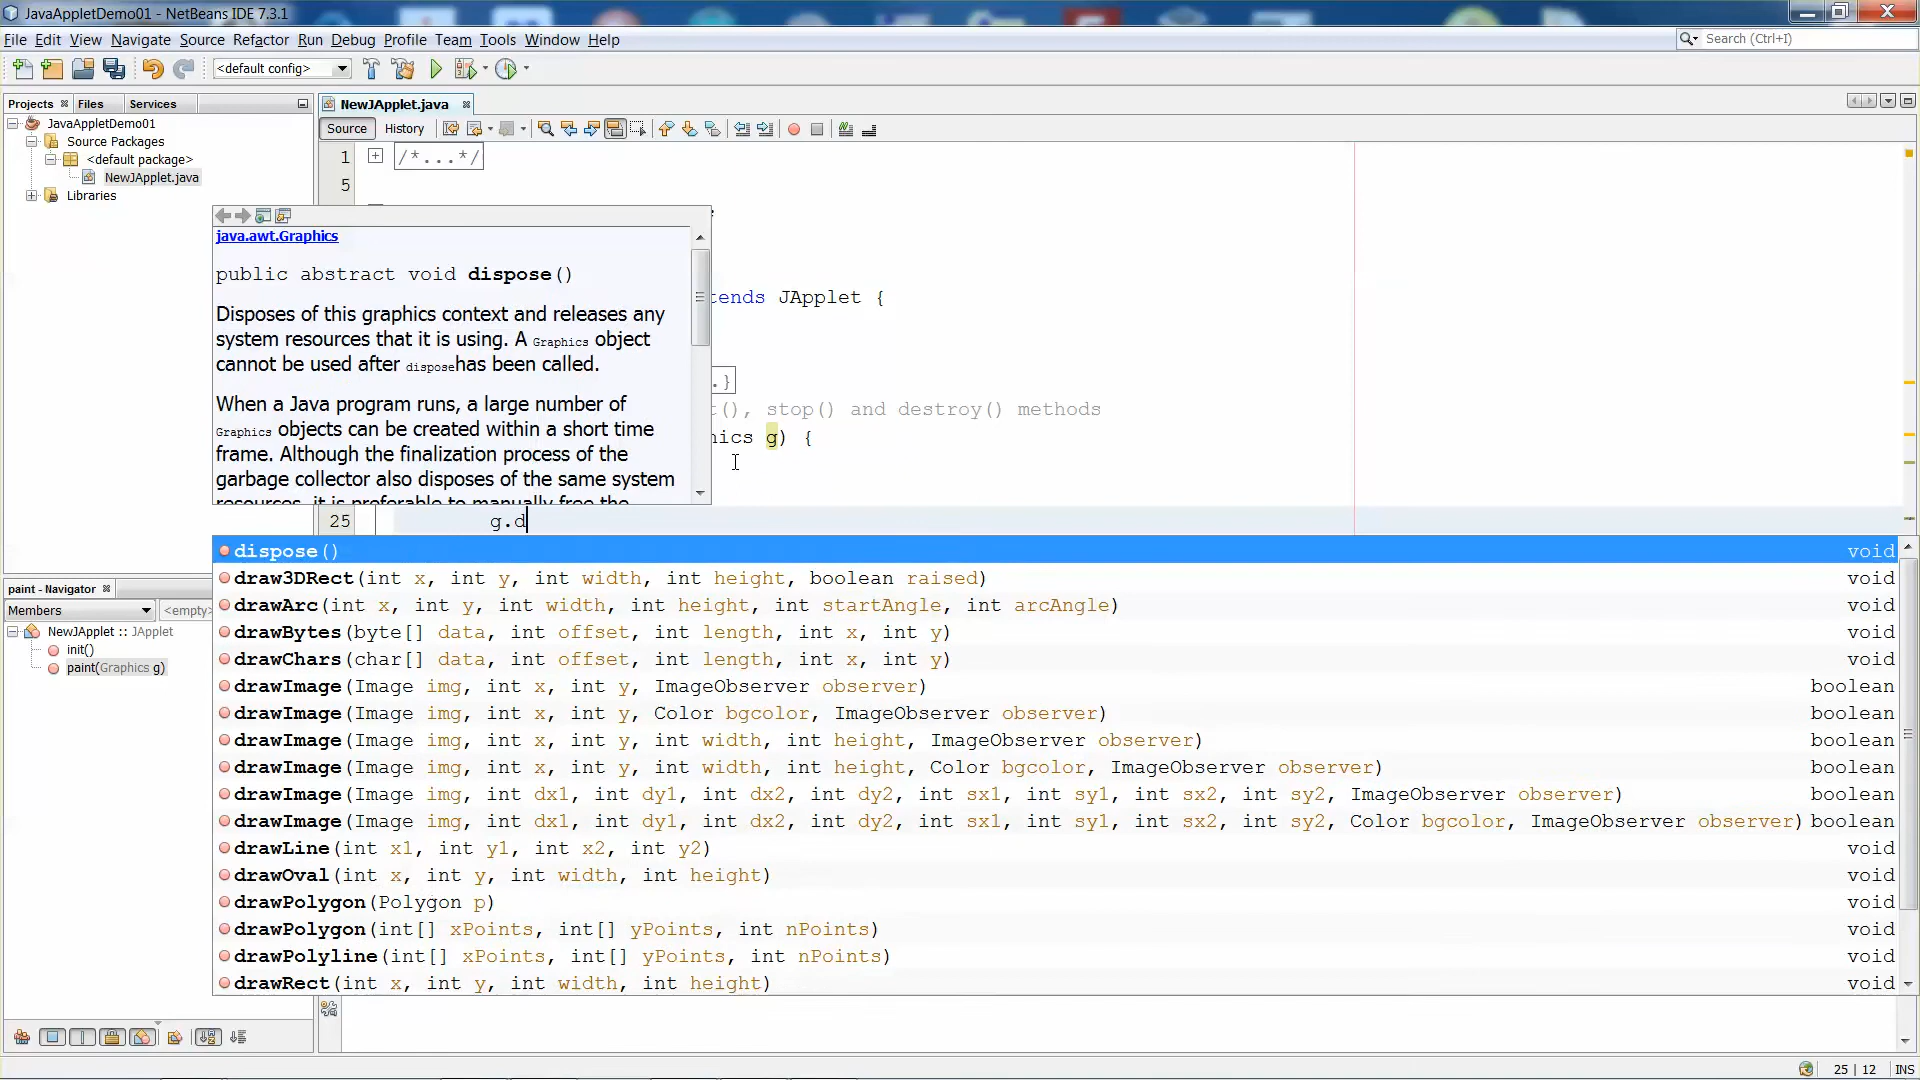 JavaAppletDemo01 - NetBeans IDE 7.3.1
File Edit View Navigate Source Refactor Run Debug Profile Team Tools Window Help
Search (Ctrl+I)
<default config>
Projects Files Services
NewJApplet.java
JavaAppletDemo01
Source Packages
<default package>
NewJApplet.java
Libraries
Source History
1 /*...*/
5
java.awt.Graphics
public abstract void dispose()
Disposes of this graphics context and releases any
system resources that it is using. A Graphics object
cannot be used after disposehas been called.
When a Java program runs, a large number of
Graphics objects can be created within a short time
frame. Although the finalization process of the
garbage collector also disposes of the same system
resources, it is preferable to manually free the
tends JApplet {
.}
t(), stop() and destroy() methods
hics g) {
25 g.d
dispose() void
draw3DRect(int x, int y, int width, int height, boolean raised) void
drawArc(int x, int y, int width, int height, int startAngle, int arcAngle) void
drawBytes(byte[] data, int offset, int length, int x, int y) void
drawChars(char[] data, int offset, int length, int x, int y) void
drawImage(Image img, int x, int y, ImageObserver observer) boolean
drawImage(Image img, int x, int y, Color bgcolor, ImageObserver observer) boolean
drawImage(Image img, int x, int y, int width, int height, ImageObserver observer) boolean
drawImage(Image img, int x, int y, int width, int height, Color bgcolor, ImageObserver observer) boolean
drawImage(Image img, int dx1, int dy1, int dx2, int dy2, int sx1, int sy1, int sx2, int sy2, ImageObserver observer) boolean
drawImage(Image img, int dx1, int dy1, int dx2, int dy2, int sx1, int sy1, int sx2, int sy2, Color bgcolor, ImageObserver observer) boolean
drawLine(int x1, int y1, int x2, int y2) void
drawOval(int x, int y, int width, int height) void
drawPolygon(Polygon p) void
drawPolygon(int[] xPoints, int[] yPoints, int nPoints) void
drawPolyline(int[] xPoints, int[] yPoints, int nPoints) void
drawRect(int x, int y, int width, int height) void
paint - Navigator
Members <empty>
NewJApplet :: JApplet
init()
paint(Graphics g)
25 | 12 INS